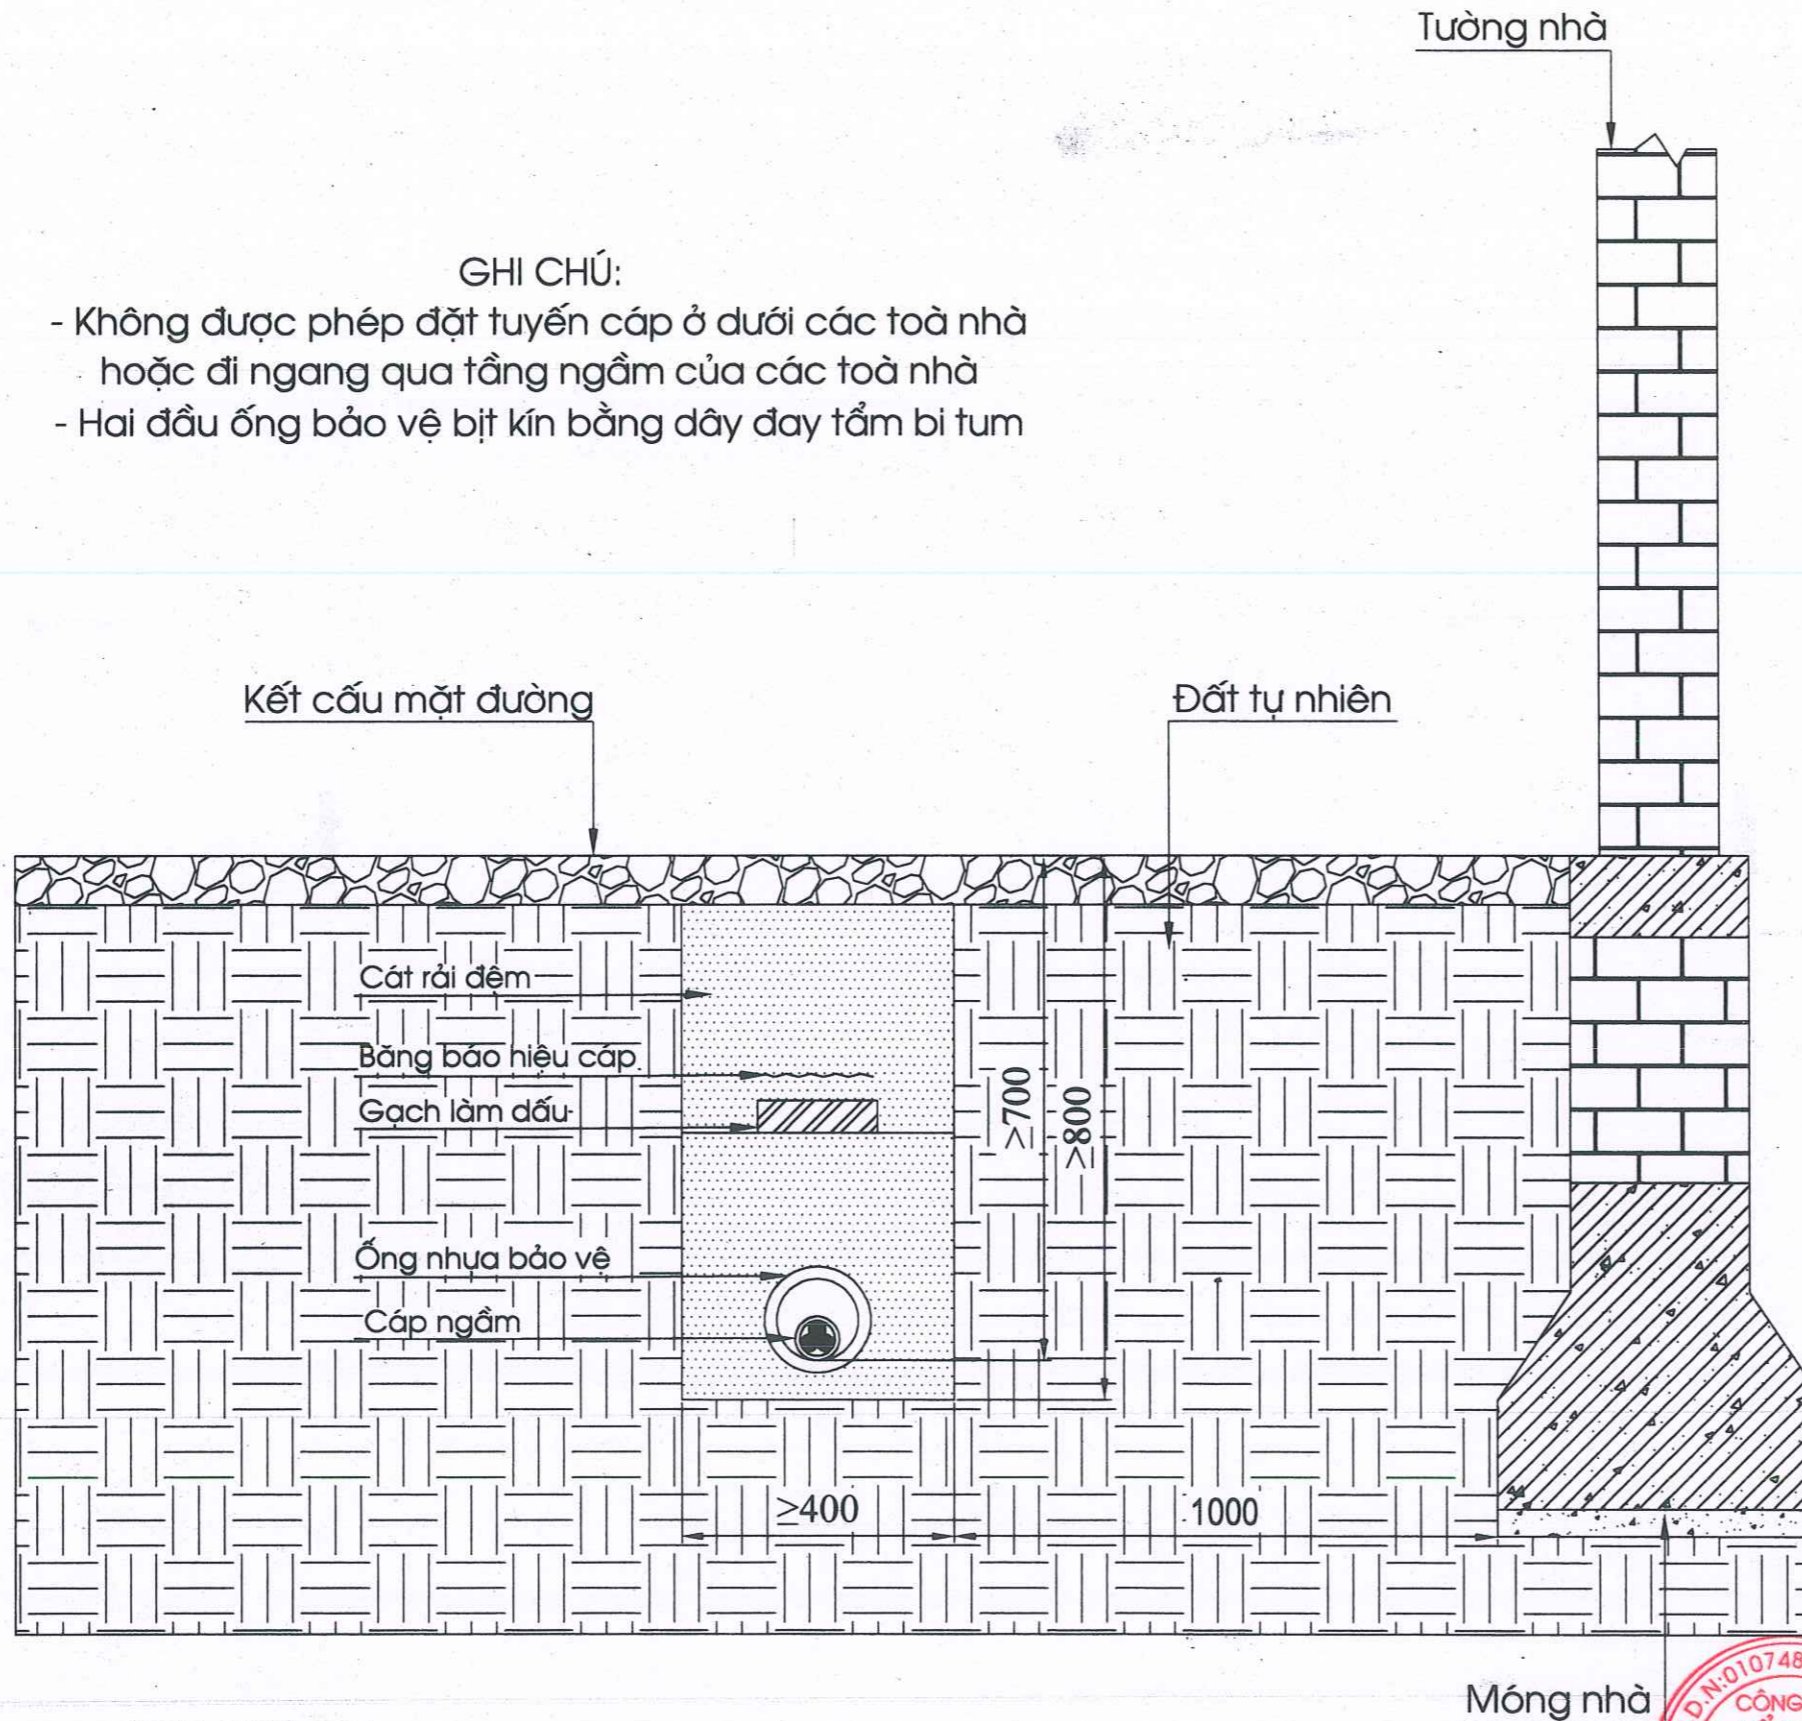 Tường nhà
GHI CHÚ:
- Không được phép đặt tuyến cáp ở dưới các toà nhà
hoặc đi ngang qua tầng ngầm của các toà nhà
- Hai đầu ống bảo vệ bịt kín bằng dây đay tẩm bi tum
Kết cấu mặt đường
Đất tự nhiên
Cát rải đệm
Băng báo hiệu cáp
Gạch làm dấu
≥700
≥800
Ống nhựa bảo vệ
Cáp ngầm
≥400
1000
Móng nhà
D.N:010748
CÔNG